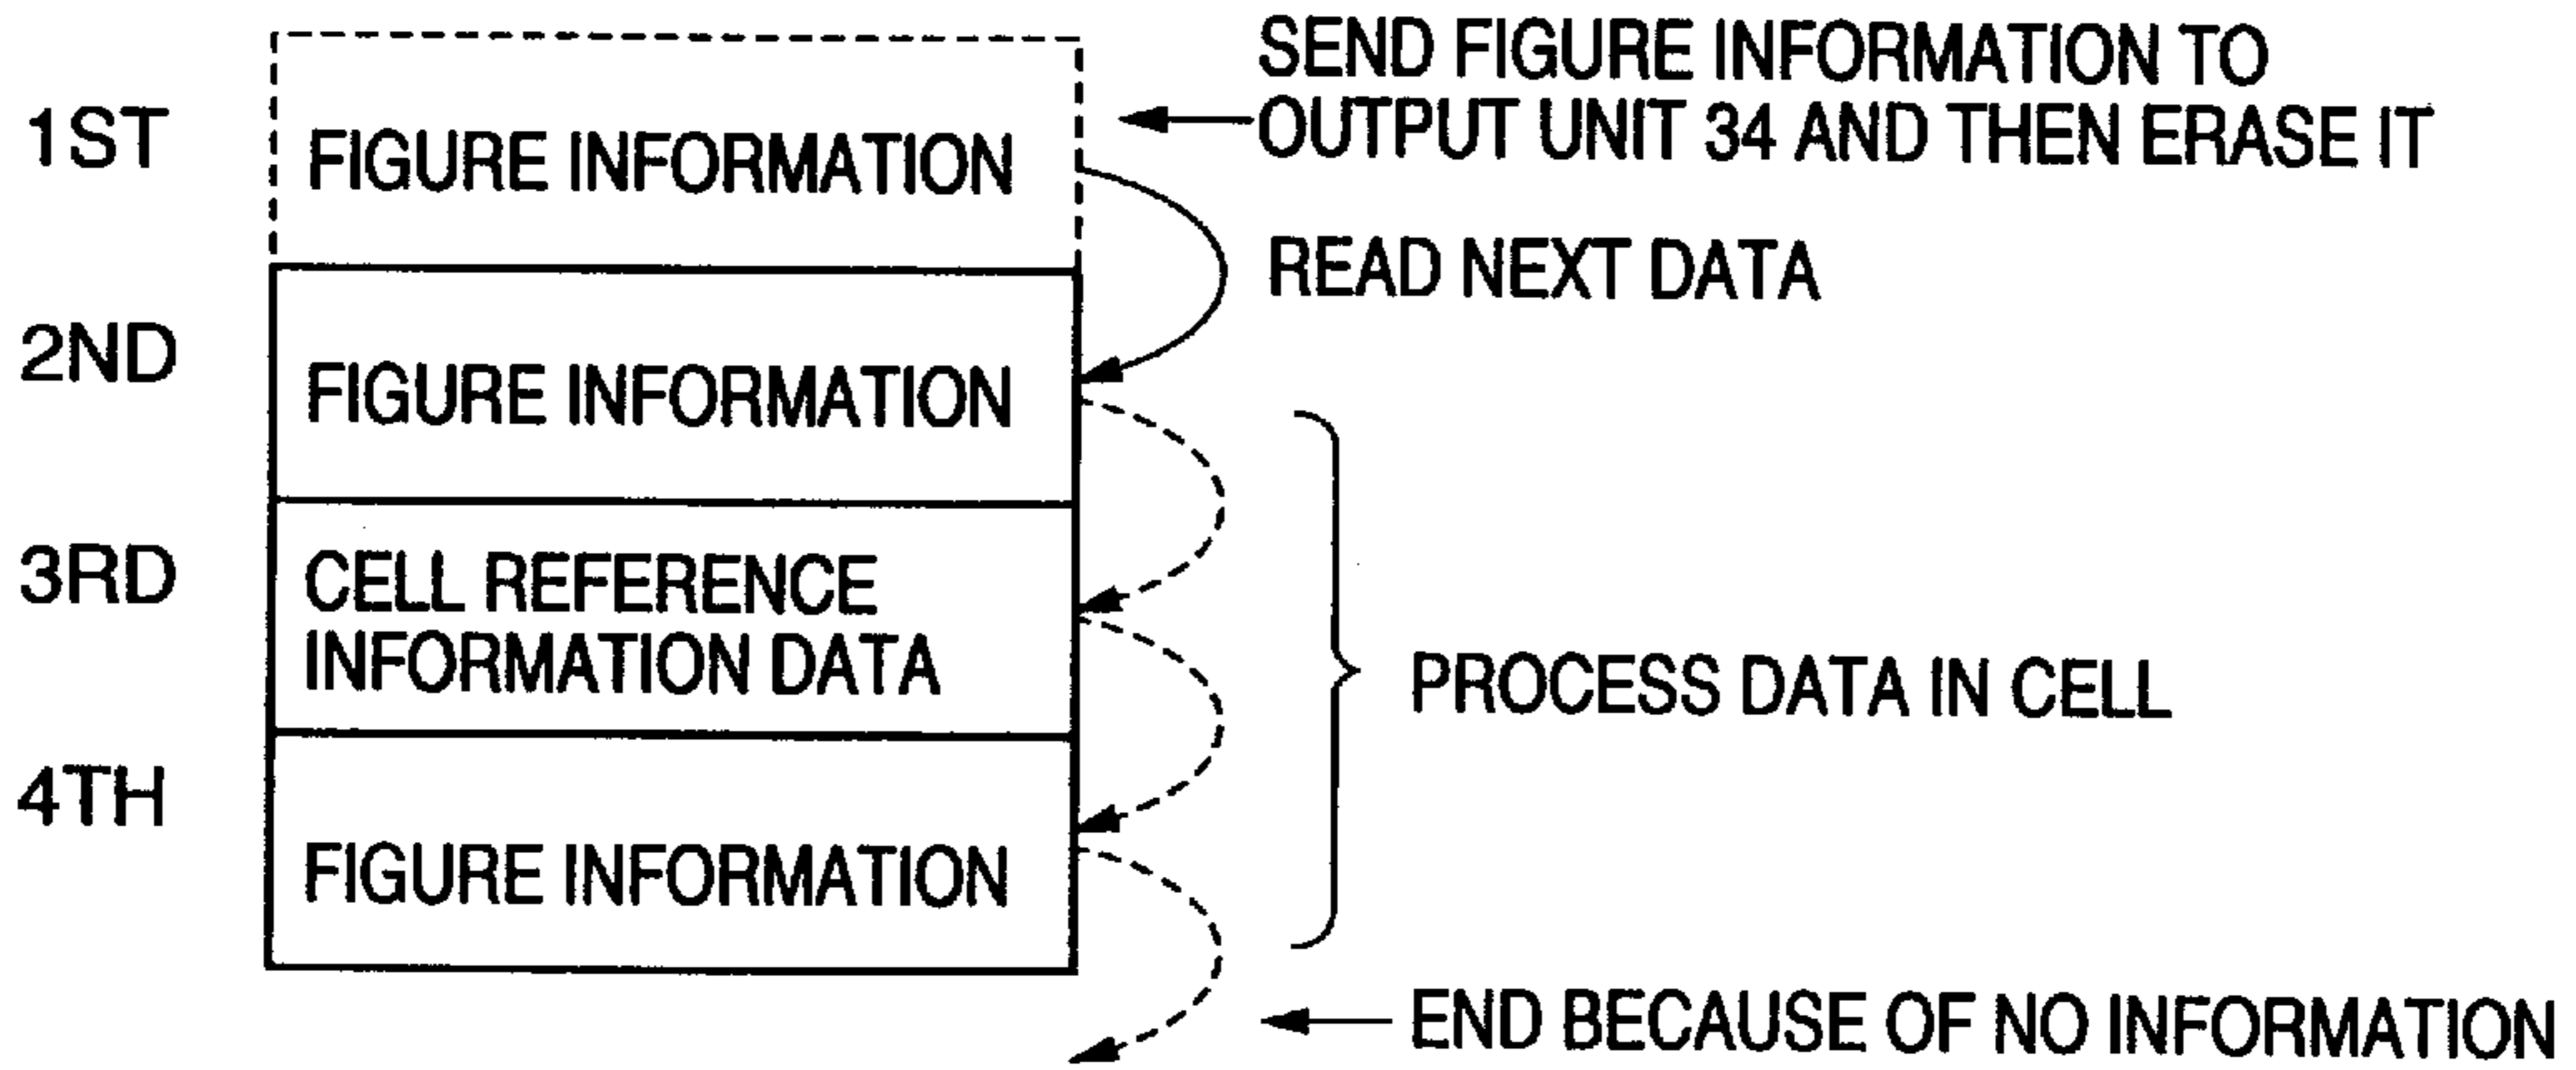 SEND FIGURE INFORMATION TO
OUTPUT UNIT 34 AND THEN ERASE IT
1ST
FIGURE INFORMATION
READ NEXT DATA
2ND
FIGURE INFORMATION
3RD
CELL REFERENCE
INFORMATION DATA
PROCESS DATA IN CELL
4TH
FIGURE INFORMATION
END BECAUSE OF NO INFORMATION